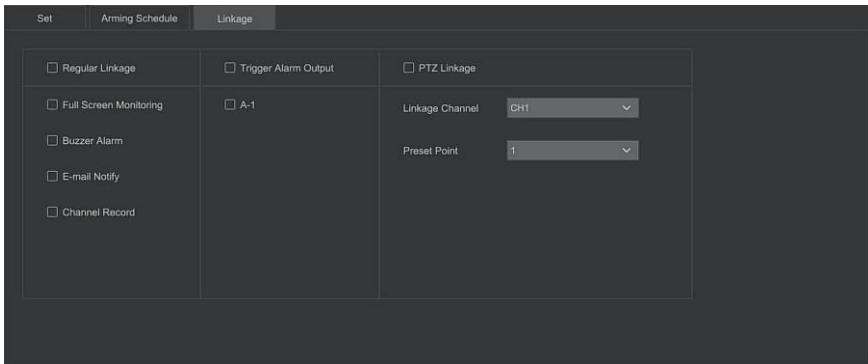 Set Arming Schedule Linkage
Regular Linkage Trigger Alarm Output PTZ Linkage
Full Screen Monitoring A-1 Linkage Channel CH1
Buzzer Alarm
Preset Point 1
E-mail Notify
Channel Record